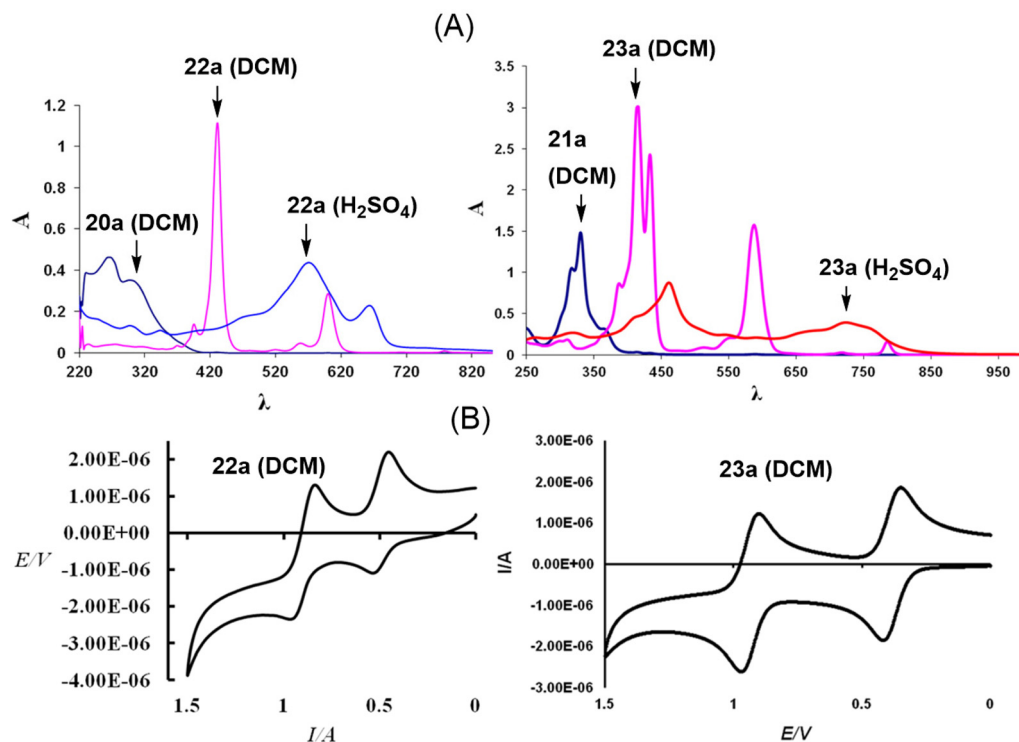 (A)
22a (DCM)
20a (DCM)
22a (H₂SO₄)
A
1.2
1
0.8
0.6
0.4
0.2
0
220 320 420 520 620 720 820
λ
23a (DCM)
21a
(DCM)
23a (H₂SO₄)
A
3.5
3
2.5
2
1.5
1
0.5
0
250 350 450 550 650 750 850 950
λ
(B)
22a (DCM)
E/V
2.00E-06
1.00E-06
0.00E+00
-1.00E-06
-2.00E-06
-3.00E-06
-4.00E-06
1.5 1 0.5 0
I/A
23a (DCM)
I/A
3.00E-06
2.00E-06
1.00E-06
0.00E+00
-1.00E-06
-2.00E-06
-3.00E-06
1.5 1 0.5 0
E/V